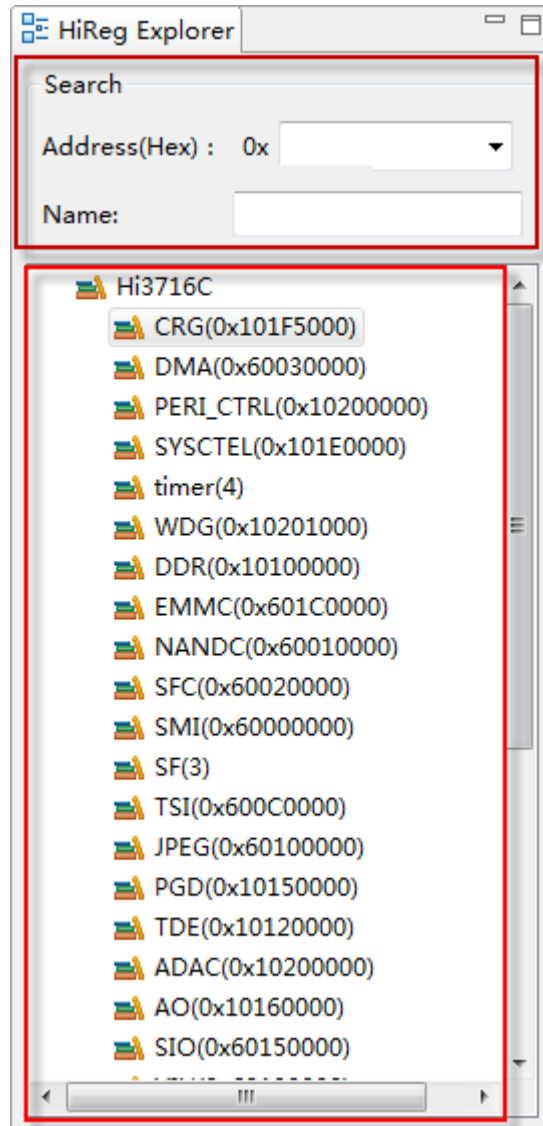 HiReg Explorer
Search
Address(Hex) : 0x
Name:
Hi3716C
CRG(0x101F5000)
DMA(0x60030000)
PERI_CTRL(0x10200000)
SYSCTEL(0x101E0000)
timer(4)
WDG(0x10201000)
DDR(0x10100000)
EMMC(0x601C0000)
NANDC(0x60010000)
SFC(0x60020000)
SMI(0x60000000)
SF(3)
TSI(0x600C0000)
JPEG(0x60100000)
PGD(0x10150000)
TDE(0x10120000)
ADAC(0x10200000)
AO(0x10160000)
SIO(0x60150000)